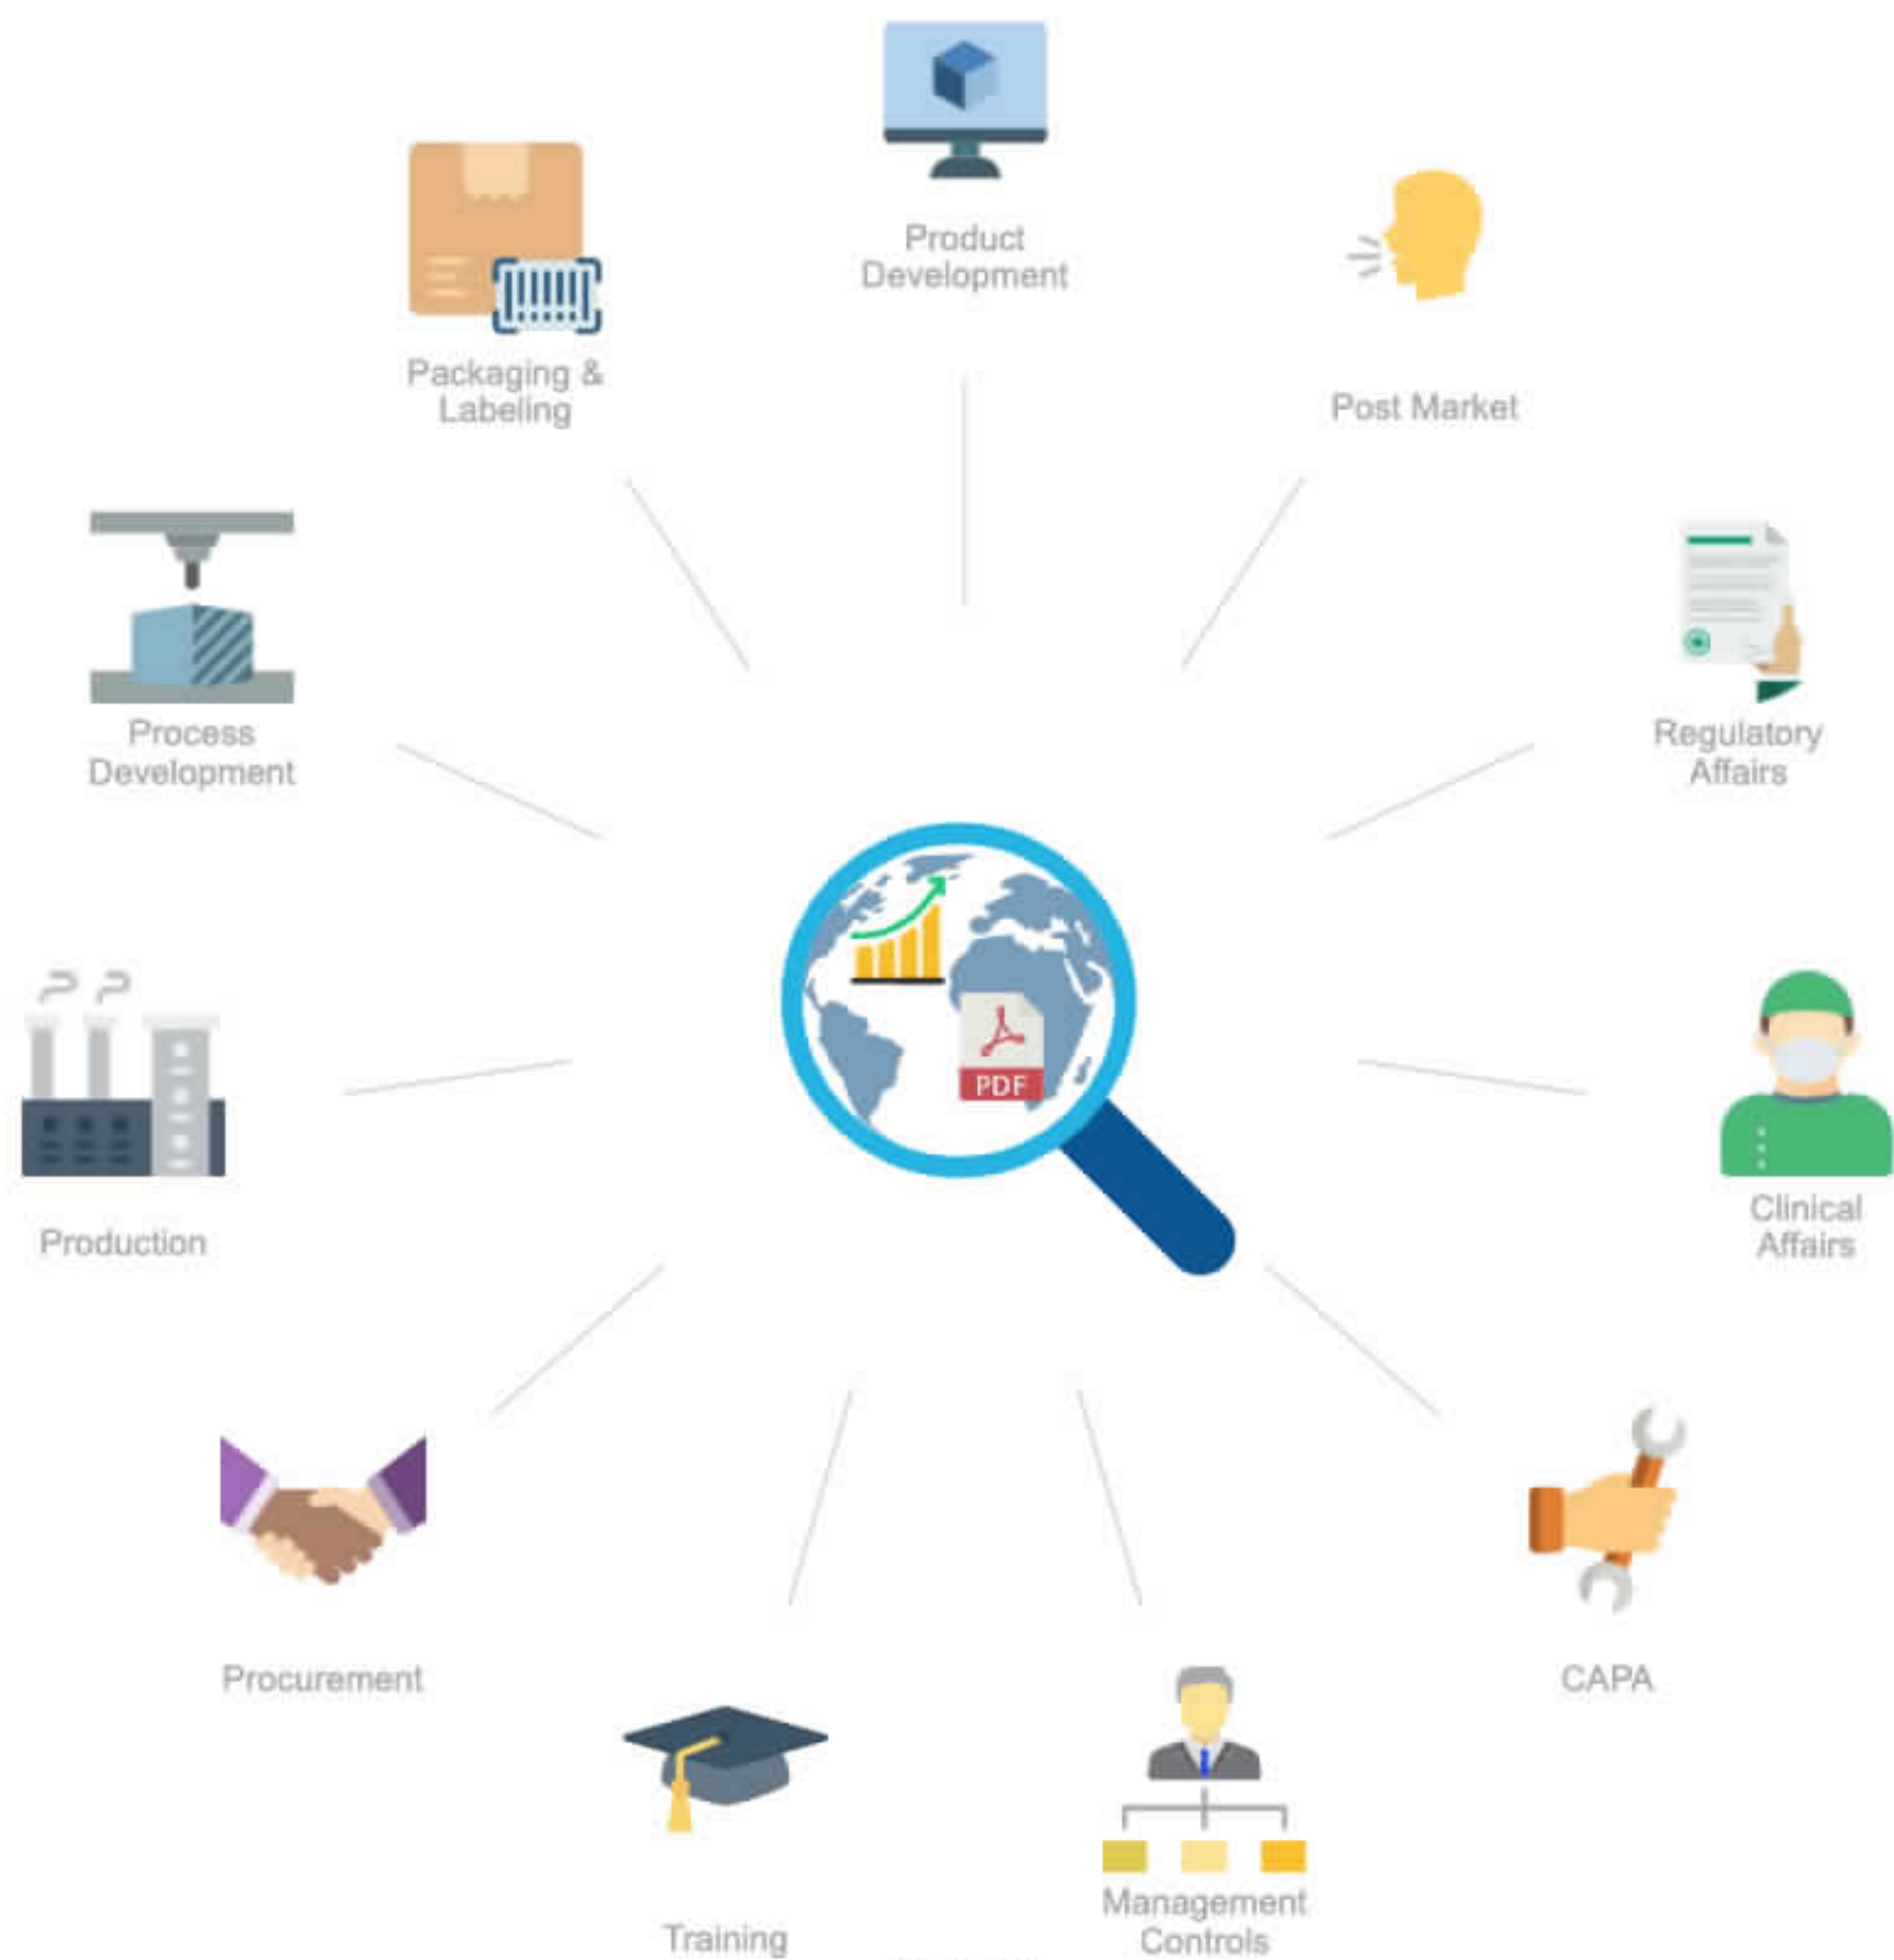 Product
Development
Packaging &
Labeling
Post Market
Process
Development
Regulatory
Affairs
PDF
Production
Clinical
Affairs
Procurement
CAPA
Training
Management
Controls